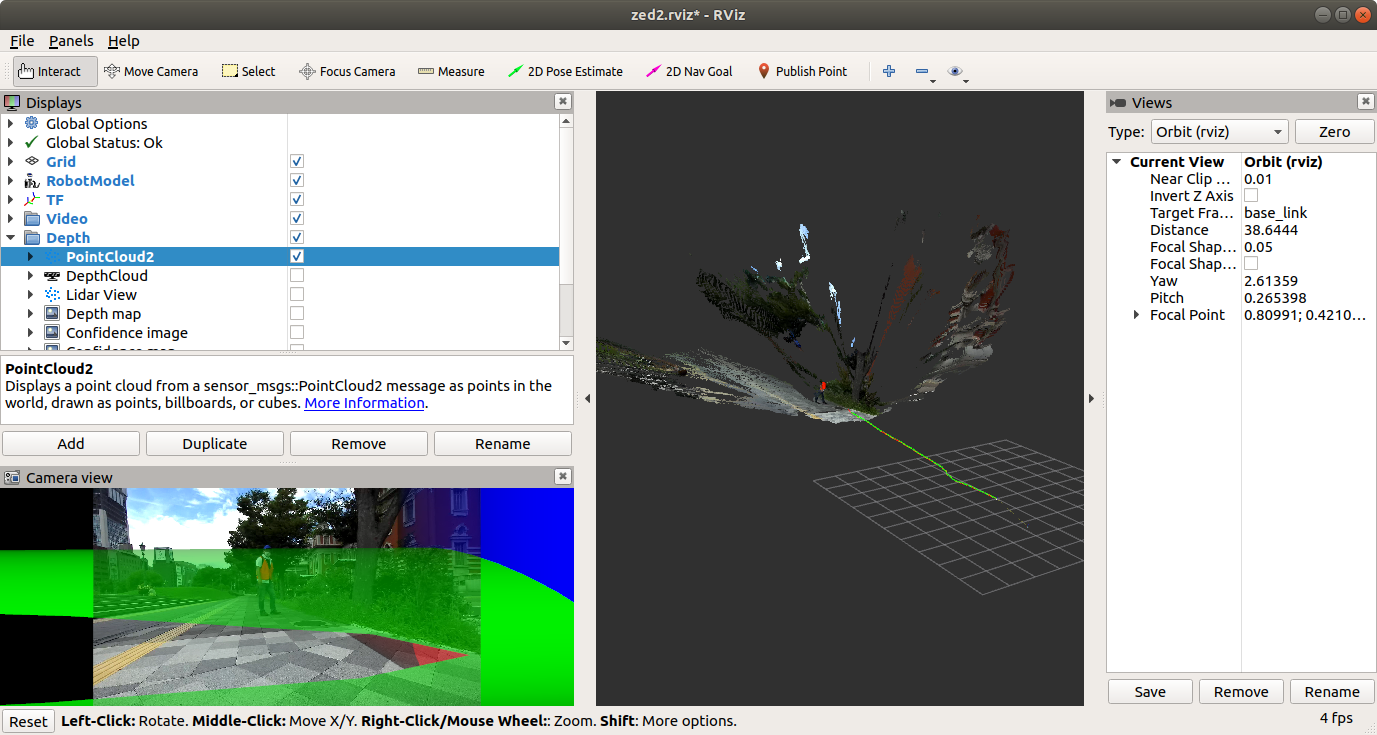 zed2.rviz* - RViz
File Panels Help
Interact Move Camera Select Focus Camera Measure 2D Pose Estimate 2D Nav Goal Publish Point
Displays
Global Options
Global Status: Ok
Grid
RobotModel
TF
Video
Depth
PointCloud2
DepthCloud
Lidar View
Depth map
Confidence image
PointCloud2
Displays a point cloud from a sensor_msgs::PointCloud2 message as points in the
world, drawn as points, billboards, or cubes. More Information.
Add Duplicate Remove Rename
Camera view
Views
Type: Orbit (rviz) Zero
Current View Orbit (rviz)
Near Clip ... 0.01
Invert Z Axis
Target Fra... base_link
Distance 38.6444
Focal Shap... 0.05
Focal Shap...
Yaw 2.61359
Pitch 0.265398
Focal Point 0.80991; 0.4210...
Save Remove Rename
Reset Left-Click: Rotate. Middle-Click: Move X/Y. Right-Click/Mouse Wheel:: Zoom. Shift: More options.
4 fps